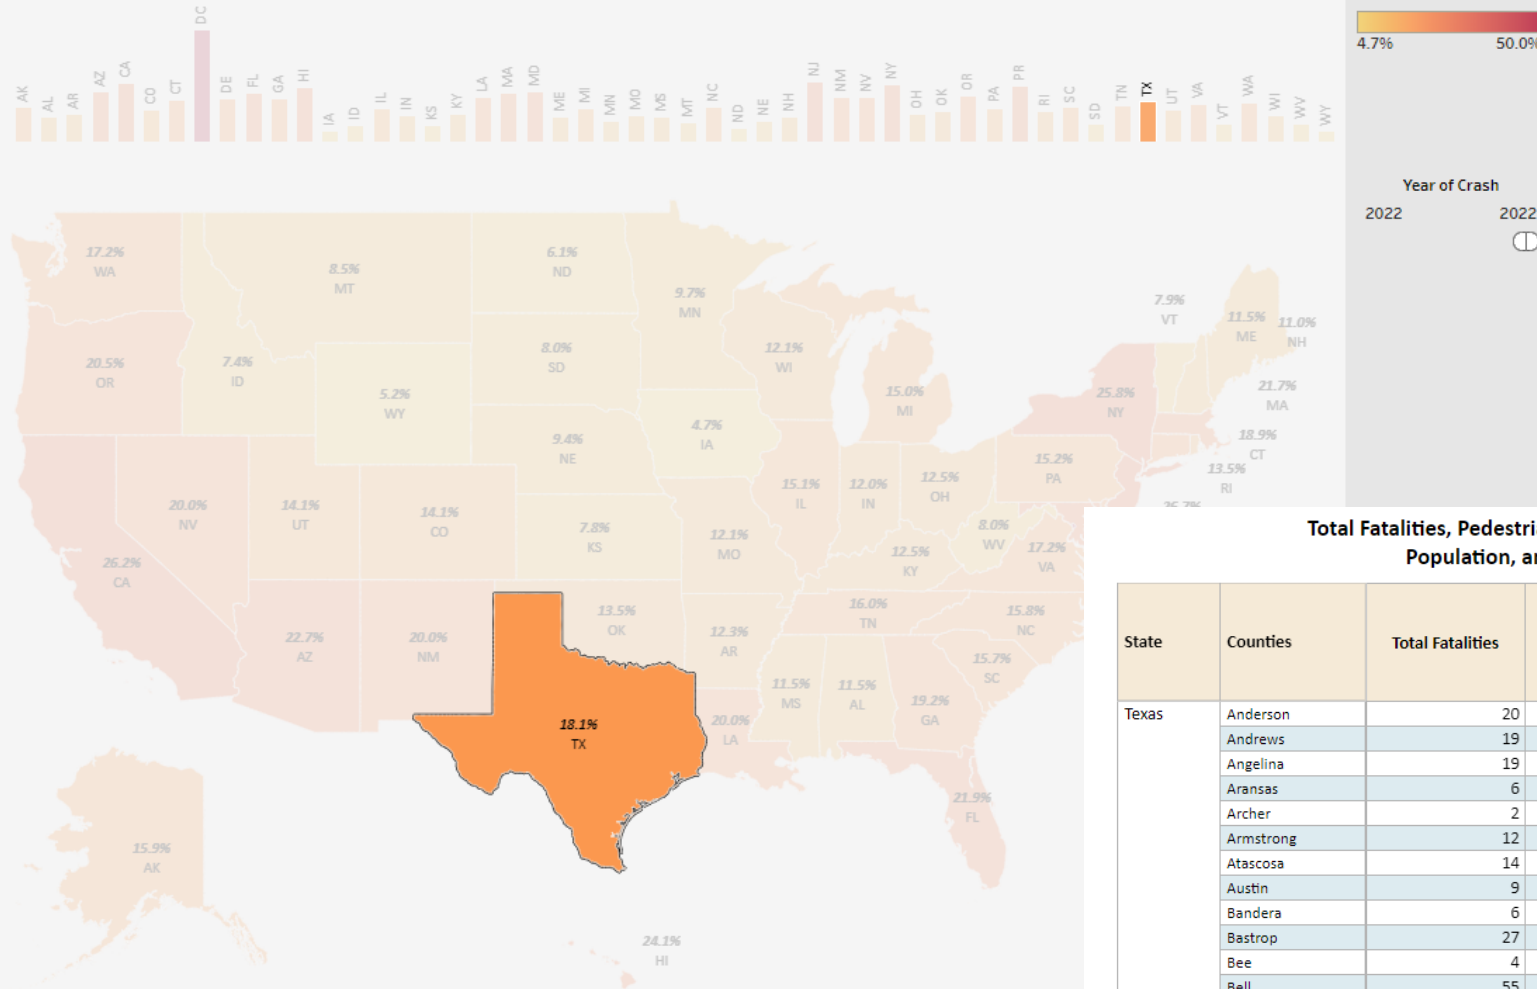 AK AL AR AZ CA CO CT DC DE FL GA HI IA ID IL IN KS KY LA MA MD ME MI MN MO MS MT NC ND NE NH NJ NM NV NY OH OK OR PA PR RI SC SD TN TX UT VA VT WA WI WV WY
4.7% 50.0%
Year of Crash
2022 2022
17.2%
WA
8.5%
MT
6.1%
ND
9.7%
MN
7.9%
VT
11.5%
ME
11.0%
NH
20.5%
OR
7.4%
ID
8.0%
SD
12.1%
WI
5.2%
WY
15.0%
MI
25.8%
NY
21.7%
MA
4.7%
IA
9.4%
NE
18.9%
CT
15.2%
PA
13.5%
RI
20.0%
NV
14.1%
UT
14.1%
CO
15.1%
IL
12.0%
IN
12.5%
OH
7.8%
KS
12.1%
MO
8.0%
WV
17.2%
VA
26.2%
CA
12.5%
KY
22.7%
AZ
20.0%
NM
13.5%
OK
12.3%
AR
16.0%
TN
15.8%
NC
15.7%
SC
11.5%
MS
11.5%
AL
19.2%
GA
18.1%
TX
20.0%
LA
21.9%
FL
15.9%
AK
24.1%
HI
Total Fatalities, Pedestri
Population, a
State Counties Total Fatalities
Texas Anderson 20
Andrews 19
Angelina 19
Aransas 6
Archer 2
Armstrong 12
Atascosa 14
Austin 9
Bandera 6
Bastrop 27
Bee 4
Bell 55